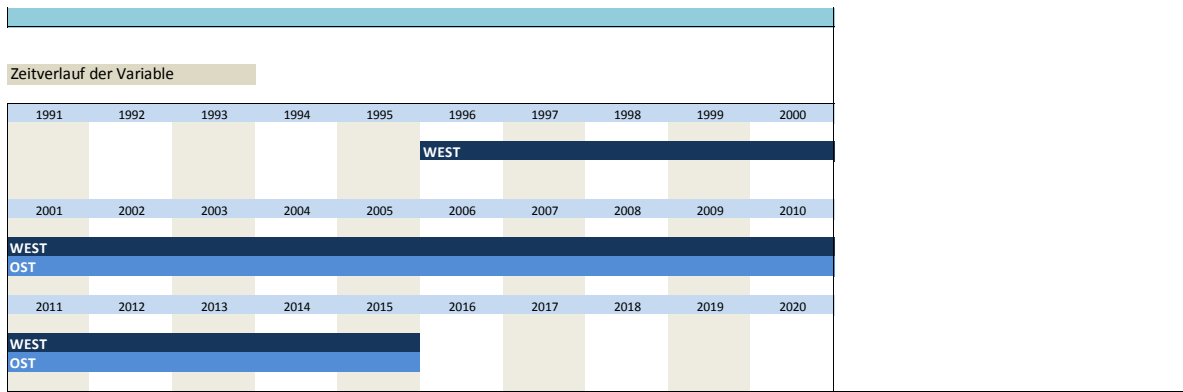 Zeitverlauf der Variable
1991 1992 1993 1994 1995 1996 1997 1998 1999 2000
WEST
2001 2002 2003 2004 2005 2006 2007 2008 2009 2010
WEST
OST
2011 2012 2013 2014 2015 2016 2017 2018 2019 2020
WEST
OST